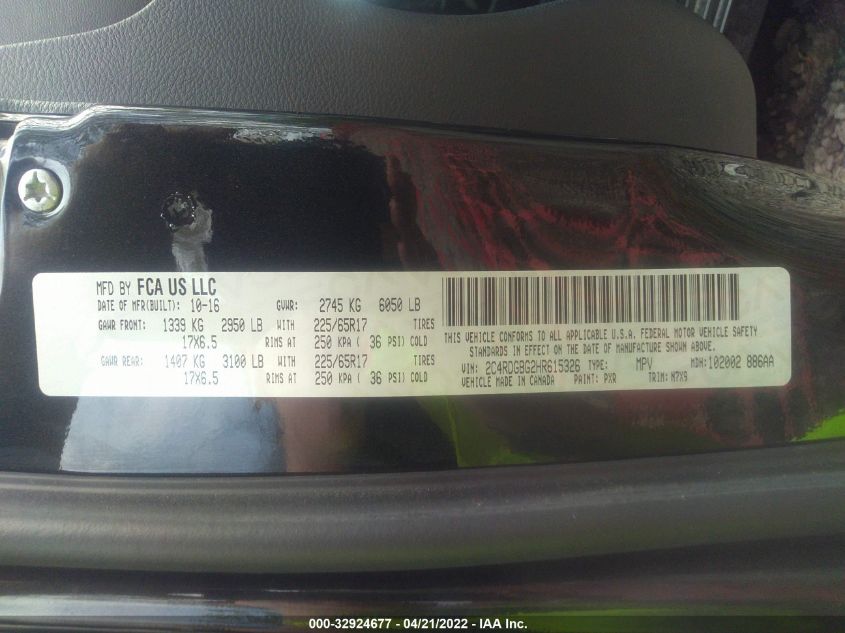 MFD BY FCA US LLC
DATE OF MFR(BUILT): 10-16 GVWR: 2745 KG 6050 LB
GAWR FRONT: 1339 KG 2950 LB WITH 225/65R17 TIRES
17X6.5 RIMS AT 250 KPA ( 36 PSI) COLD
GAWR REAR: 1407 KG 3100 LB WITH 225/65R17 TIRES
17X6.5 RIMS AT 250 KPA ( 36 PSI) COLD
THIS VEHICLE CONFORMS TO ALL APPLICABLE U.S.A. FEDERAL MOTOR VEHICLE SAFETY
STANDARDS IN EFFECT ON THE DATE OF MANUFACTURE SHOWN ABOVE.
VIN: 2C4RDGBG2HR615326 TYPE: MPV MDH: 102002 886AA
VEHICLE MADE IN CANADA PAINT: PXR TRIM: M7X9
000-32924677 - 04/21/2022 - IAA Inc.